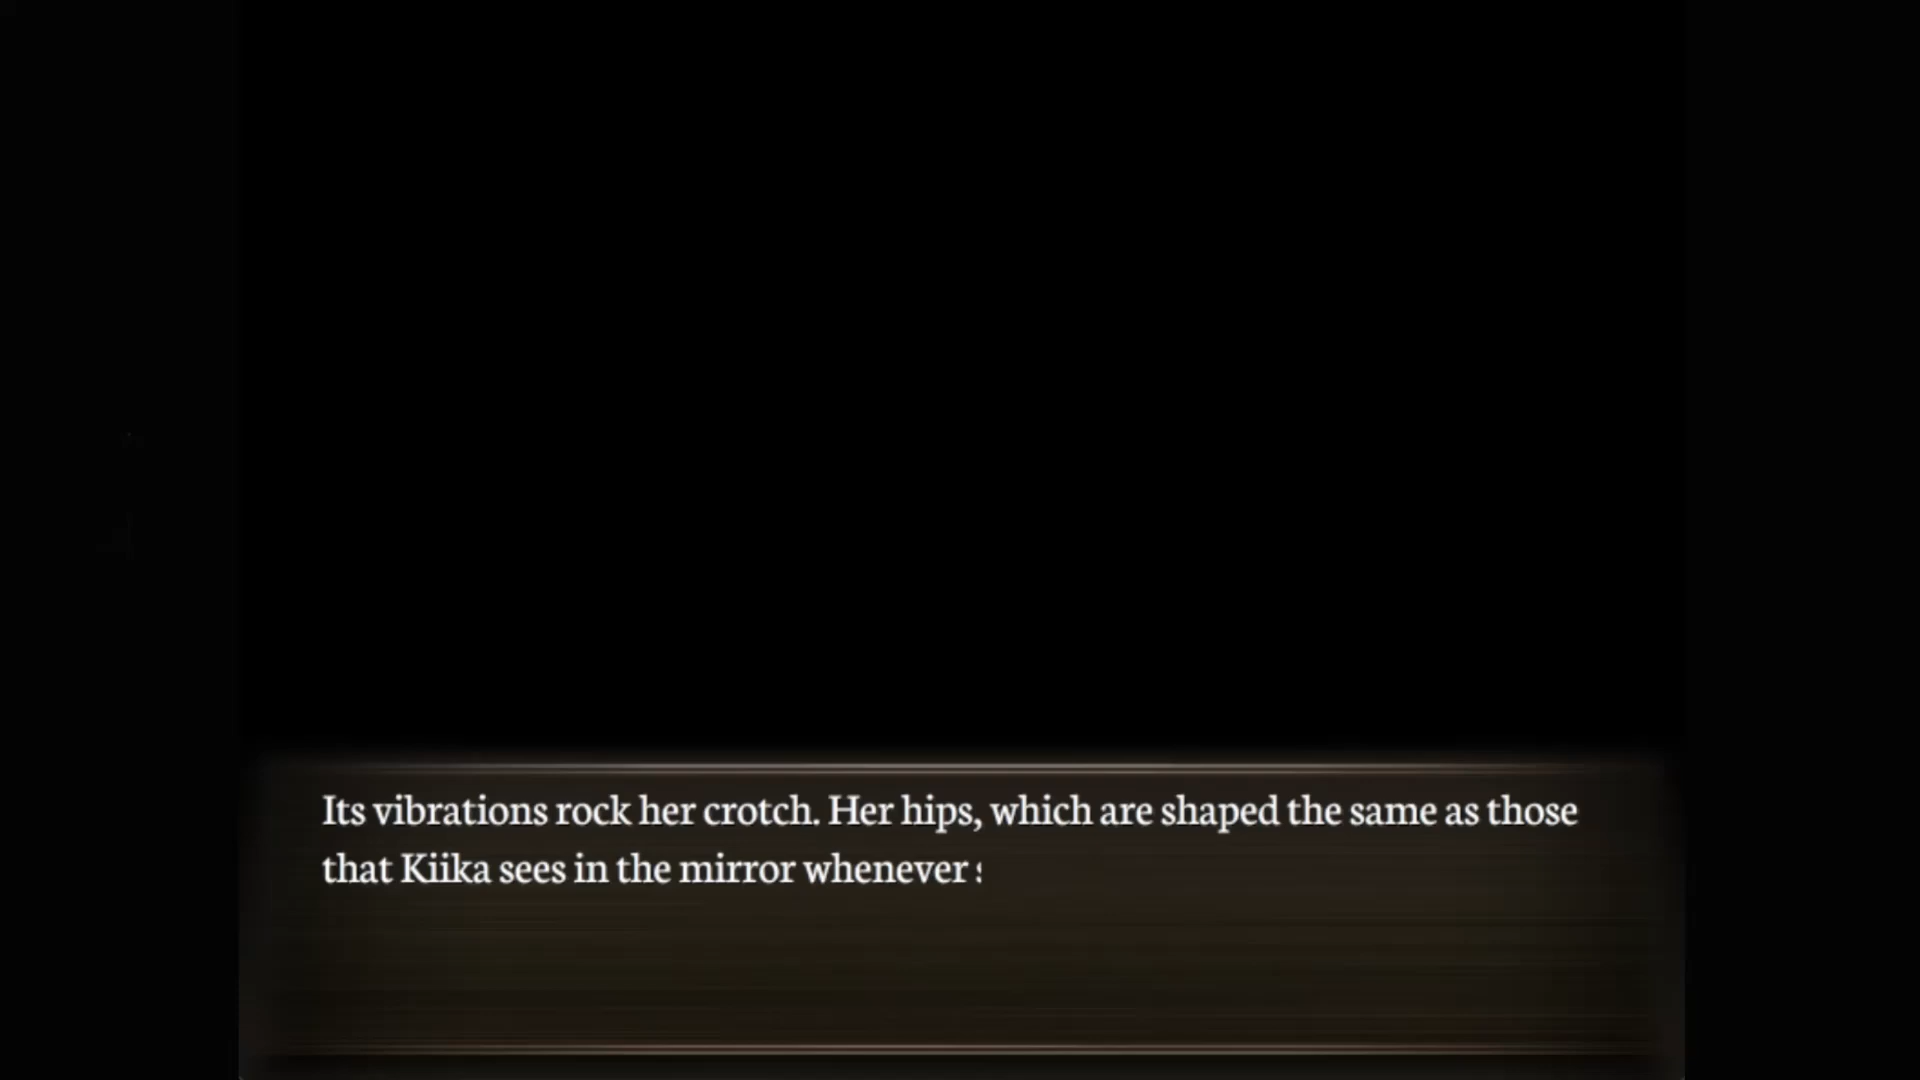 Its vibrations rock her crotch. Her hips, which are shaped the same as those
that Kiika sees in the mirror whenever